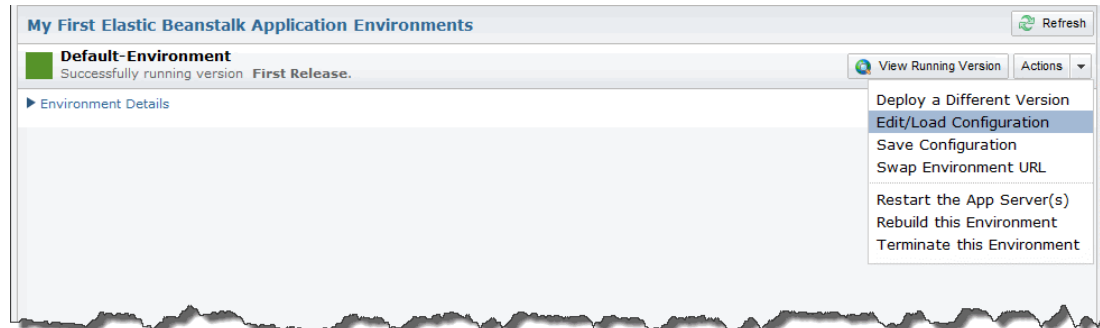 My First Elastic Beanstalk Application Environments
Refresh
Default-Environment
Successfully running version First Release.
View Running Version
Actions
Environment Details
Deploy a Different Version
Edit/Load Configuration
Save Configuration
Swap Environment URL
Restart the App Server(s)
Rebuild this Environment
Terminate this Environment